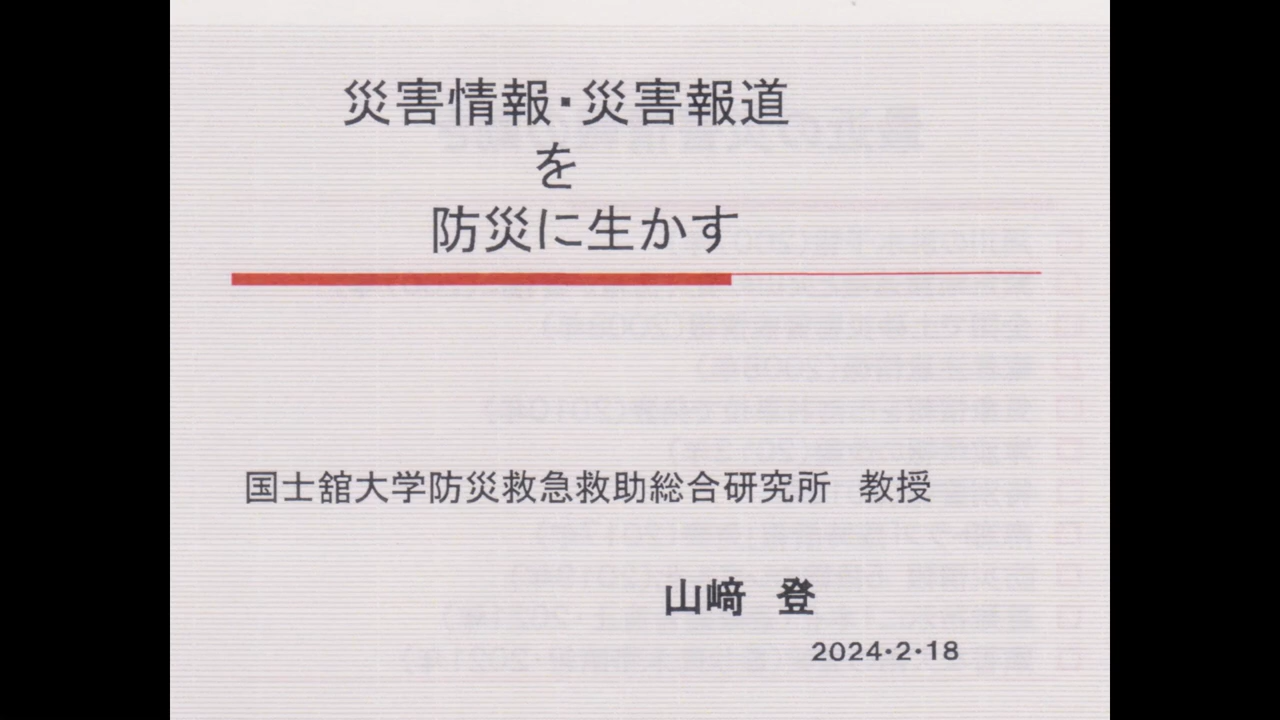 災害情報・災害報道
を
防災に生かす
国士舘大学防災救急救助総合研究所　教授
山﨑　登
2024・2・18